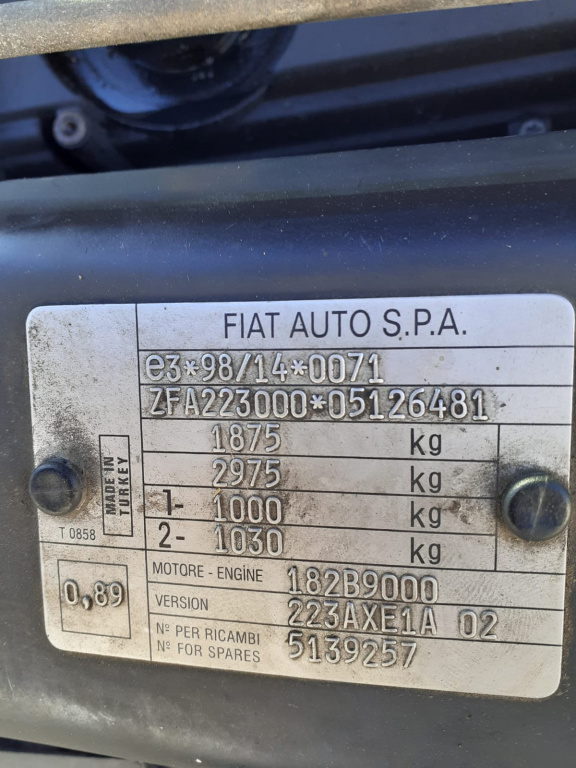 FIAT AUTO S.P.A.
e3*98/14*0071
ZFA223000*05126481
1875 kg
2975 kg
1- 1000 kg
2- 1030 kg
MADE IN
TURKEY
T 0858
0,89
MOTORE - ENGINE 182B9000
VERSION 223AXE1A 02
Nº PER RICAMBI
Nº FOR SPARES 5139257